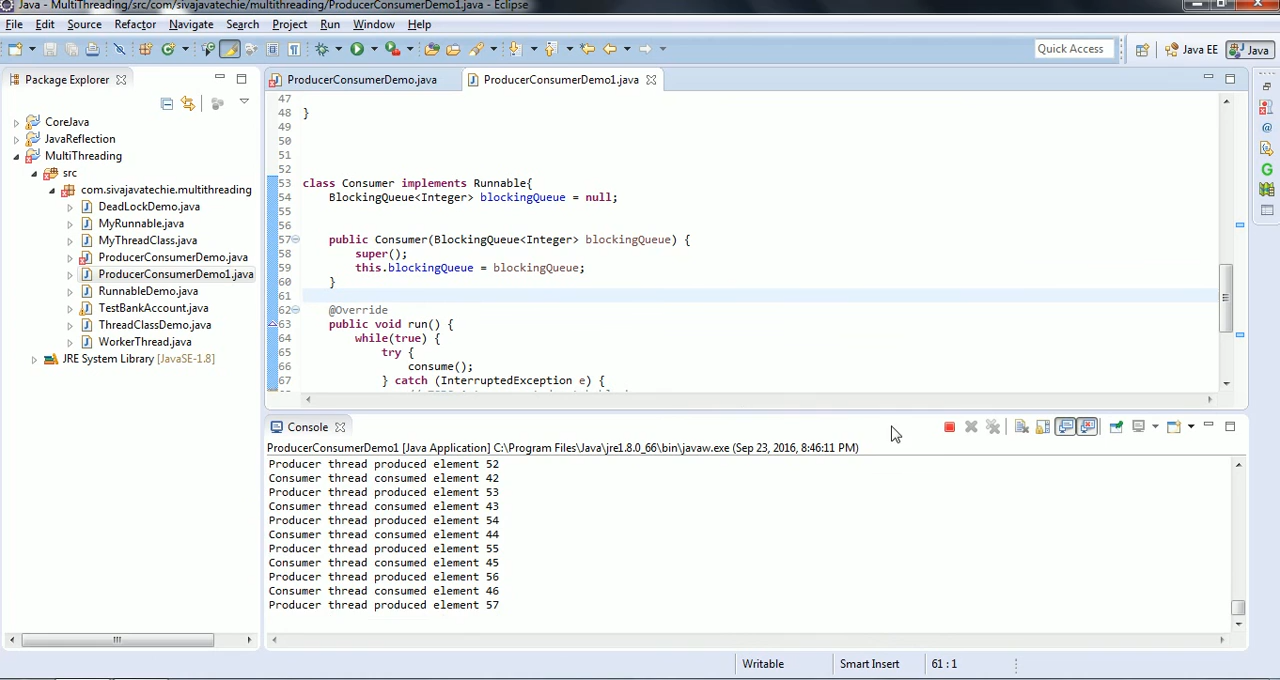 Java - MultiThreading/src/com/sivajavatechie/multithreading/ProducerConsumerDemo1.java - Eclipse
File Edit Source Refactor Navigate Search Project Run Window Help
Quick Access Java EE Java
Package Explorer
CoreJava
JavaReflection
MultiThreading
src
com.sivajavatechie.multithreading
DeadLockDemo.java
MyRunnable.java
MyThreadClass.java
ProducerConsumerDemo.java
ProducerConsumerDemo1.java
RunnableDemo.java
TestBankAccount.java
ThreadClassDemo.java
WorkerThread.java
JRE System Library [JavaSE-1.8]
ProducerConsumerDemo.java ProducerConsumerDemo1.java
47
48 }
49
50
51
52
53 class Consumer implements Runnable{
54 BlockingQueue<Integer> blockingQueue = null;
55
56
57 public Consumer(BlockingQueue<Integer> blockingQueue) {
58 super();
59 this.blockingQueue = blockingQueue;
60 }
61
62 @Override
63 public void run() {
64 while(true) {
65 try {
66 consume();
67 } catch (InterruptedException e) {
Console
ProducerConsumerDemo1 [Java Application] C:\Program Files\Java\jre1.8.0_66\bin\javaw.exe (Sep 23, 2016, 8:46:11 PM)
Producer thread produced element 52
Consumer thread consumed element 42
Producer thread produced element 53
Consumer thread consumed element 43
Producer thread produced element 54
Consumer thread consumed element 44
Producer thread produced element 55
Consumer thread consumed element 45
Producer thread produced element 56
Consumer thread consumed element 46
Producer thread produced element 57
Writable Smart Insert 61 : 1